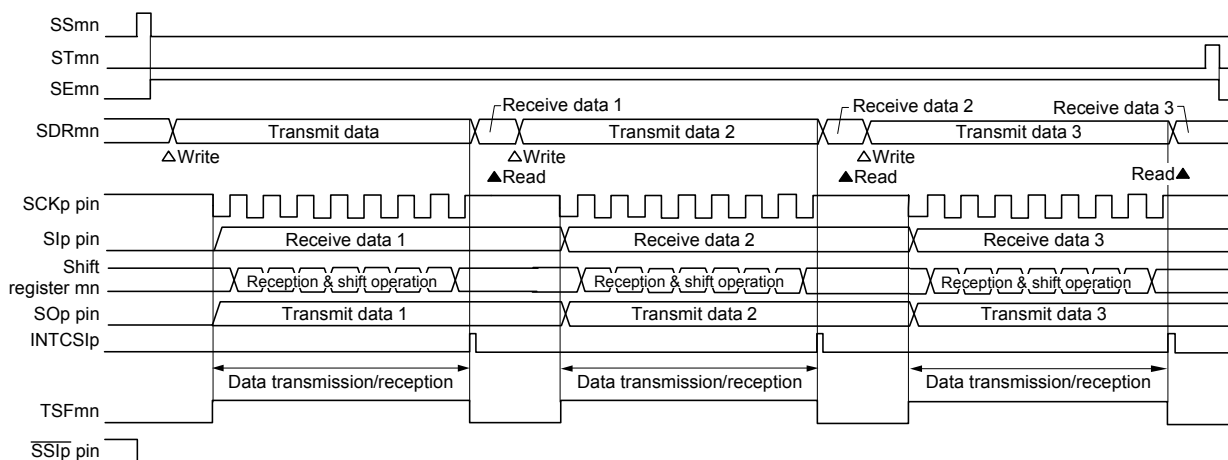 SSmn
STmn
SEmn
Receive data 1
Receive data 2
Receive data 3
SDRmn
Transmit data
Transmit data 2
Transmit data 3
△Write
△Write
△Write
▲Read
▲Read
Read▲
SCKp pin
SIp pin
Receive data 1
Receive data 2
Receive data 3
Shift
register mn
Reception & shift operation
Reception & shift operation
Reception & shift operation
SOp pin
Transmit data 1
Transmit data 2
Transmit data 3
INTCSIp
Data transmission/reception
Data transmission/reception
Data transmission/reception
TSFmn
SSIp pin